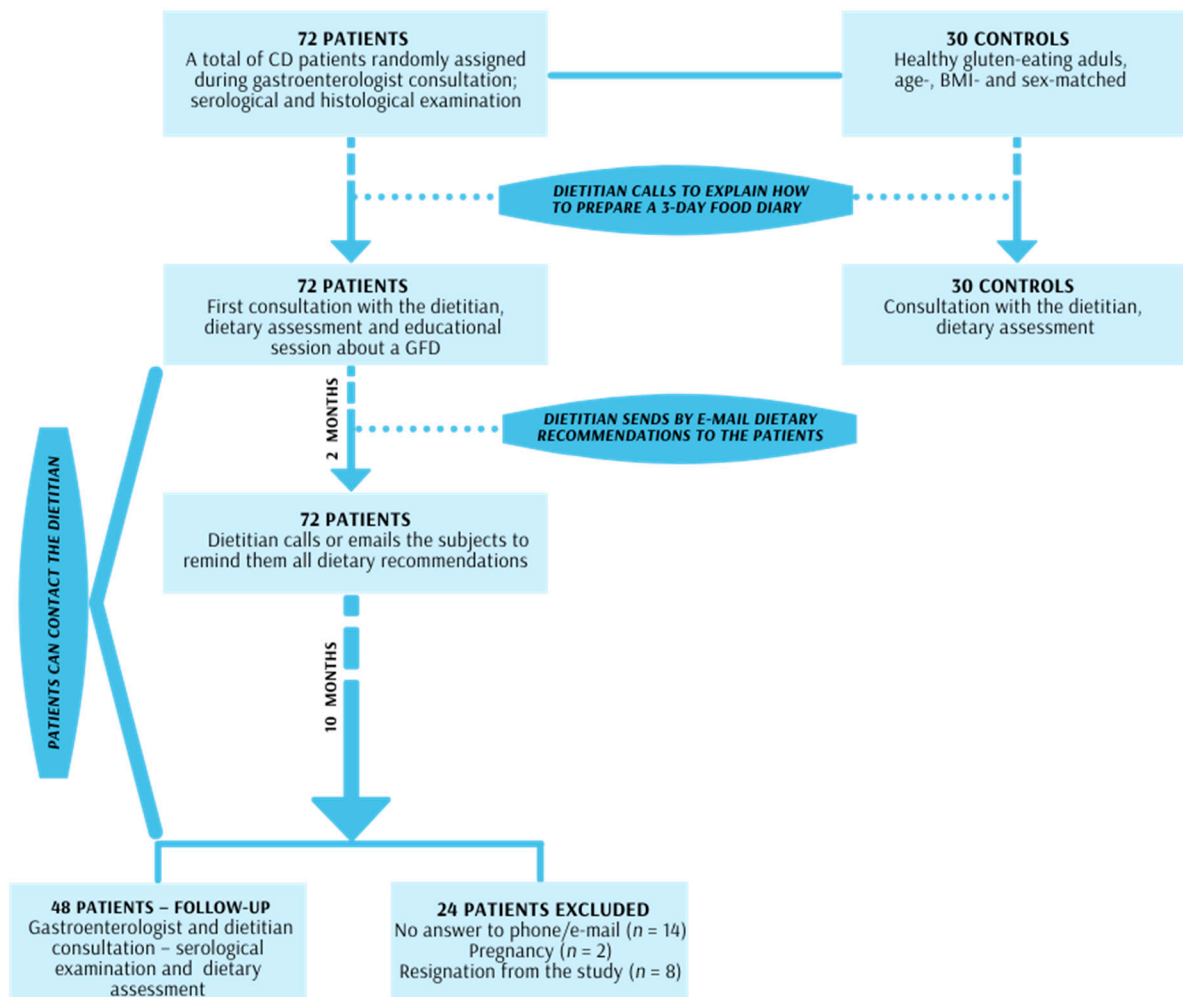 72 PATIENTS
A total of CD patients randomly assigned
during gastroenterologist consultation;
serological and histological examination
30 CONTROLS
Healthy gluten-eating aduls,
age-, BMI- and sex-matched
DIETITIAN CALLS TO EXPLAIN HOW
TO PREPARE A 3-DAY FOOD DIARY
72 PATIENTS
First consultation with the dietitian,
dietary assessment and educational
session about a GFD
30 CONTROLS
Consultation with the dietitian,
dietary assessment
2 MONTHS
DIETITIAN SENDS BY E-MAIL DIETARY
RECOMMENDATIONS TO THE PATIENTS
PATIENTS CAN CONTACT THE DIETITIAN
72 PATIENTS
Dietitian calls or emails the subjects to
remind them all dietary recommendations
10 MONTHS
48 PATIENTS – FOLLOW-UP
Gastroenterologist and dietitian
consultation – serological
examination and dietary
assessment
24 PATIENTS EXCLUDED
No answer to phone/e-mail (n = 14)
Pregnancy (n = 2)
Resignation from the study (n = 8)